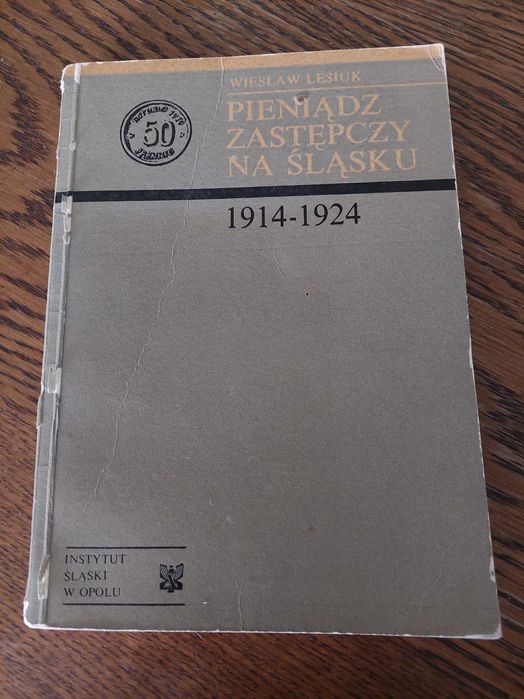 WIESŁAW LESIUK
PIENIĄDZ
ZASTĘPCZY
NA ŚLĄSKU
50
1914-1924
INSTYTUT
ŚLĄSKI
W OPOLU